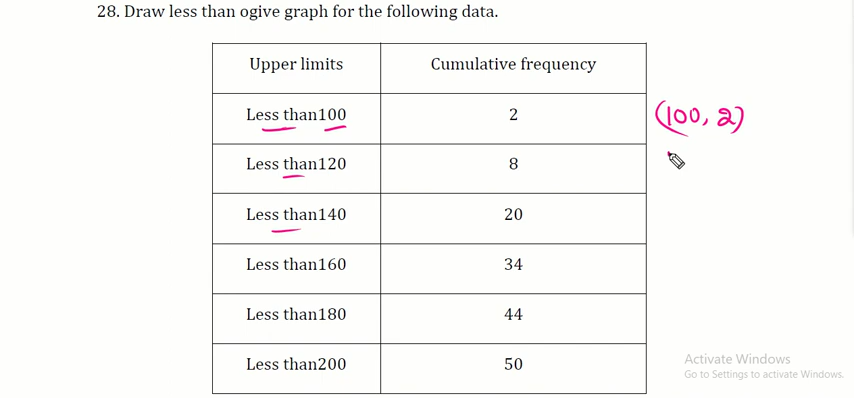 28. Draw less than ogive graph for the following data.
Upper limits Cumulative frequency
Less than100 2 (100, 2)
Less than120 8
Less than140 20
Less than160 34
Less than180 44
Less than200 50
Activate Windows
Go to Settings to activate Windows.